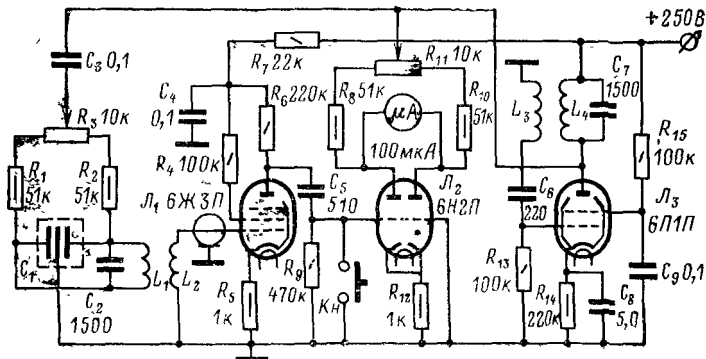 +250В
C₃ 0,1
R₇ 22к
R₁₁ 10к
C₇
1500
C₄
0,1
R₆ 220к
R₈ 51к
μА
R₁₀
51к
L₃
L₄
R₃ 10к
R₄ 100к
100мкА
R₁₅
100к
R₁
51к
R₂
51к
Л₁ 6Ж3П
C₅
510
Л₂
6Н2П
C₆
220
Л₃
6П1П
C₁
C₂
1500
L₁
L₂
R₅
1к
R₉
470к
Кн
R₁₂
1к
R₁₃
100к
R₁₄
220к
C₈
5,0
C₉ 0,1